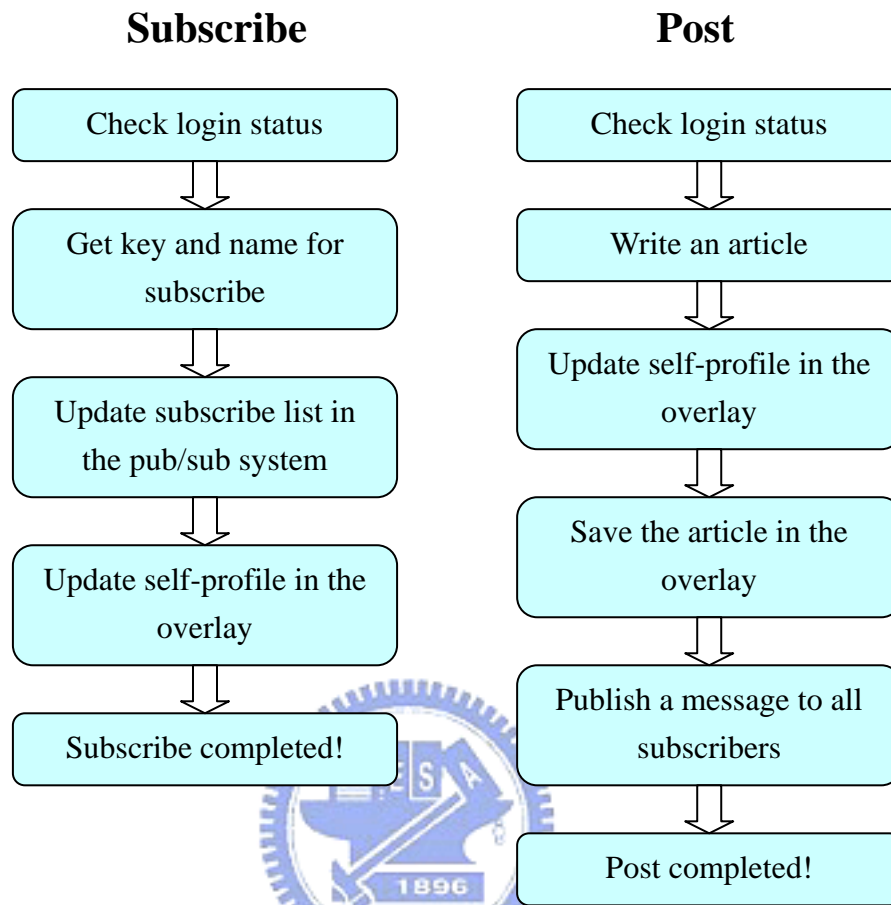 Subscribe
Check login status
Get key and name for
subscribe
Update subscribe list in
the pub/sub system
Update self-profile in the
overlay
Subscribe completed!
Post
Check login status
Write an article
Update self-profile in the
overlay
Save the article in the
overlay
Publish a message to all
subscribers
Post completed!
ESA
1896